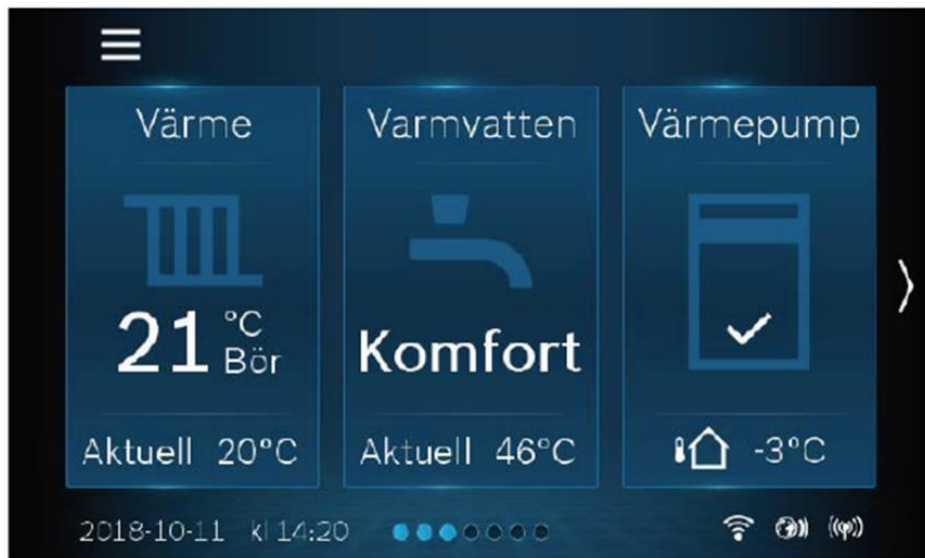 Värme
21 °C
Bör
Aktuell 20°C
Varmvatten
Komfort
Aktuell 46°C
Värmepump
-3°C
2018-10-11 kl 14:20